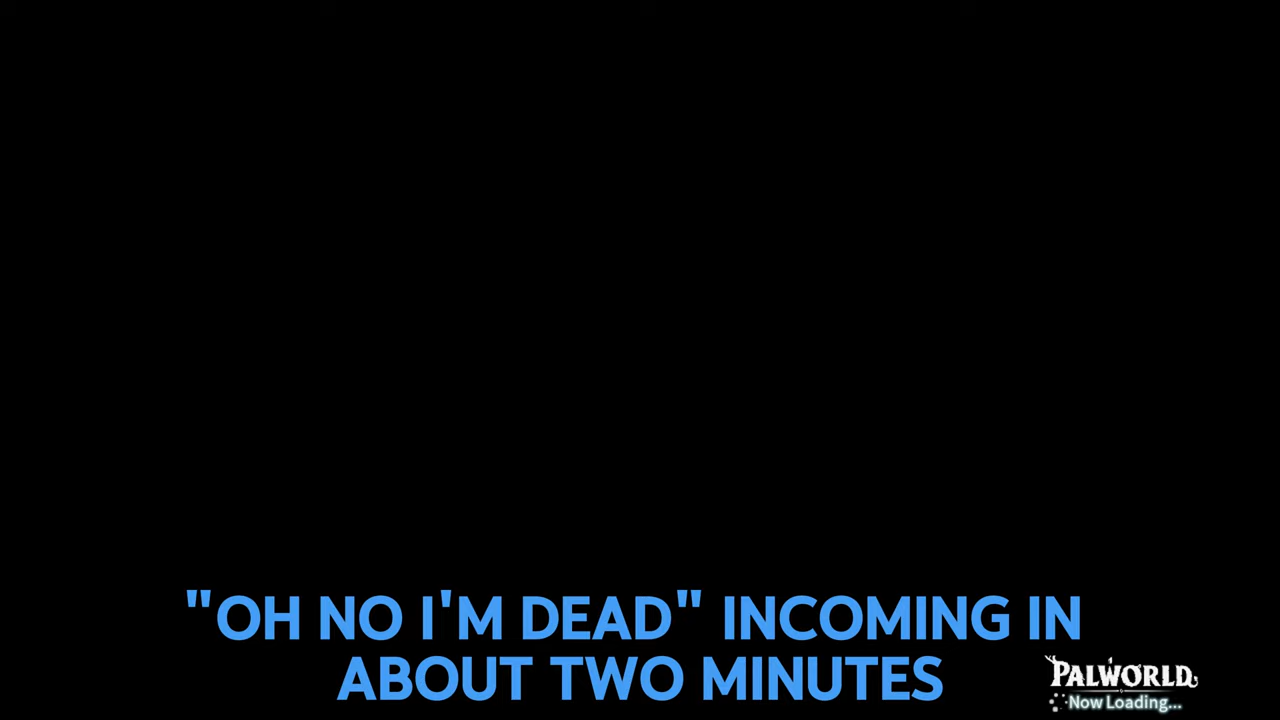 "OH NO I'M DEAD" INCOMING IN
ABOUT TWO MINUTES
PALWORLD
Now Loading...